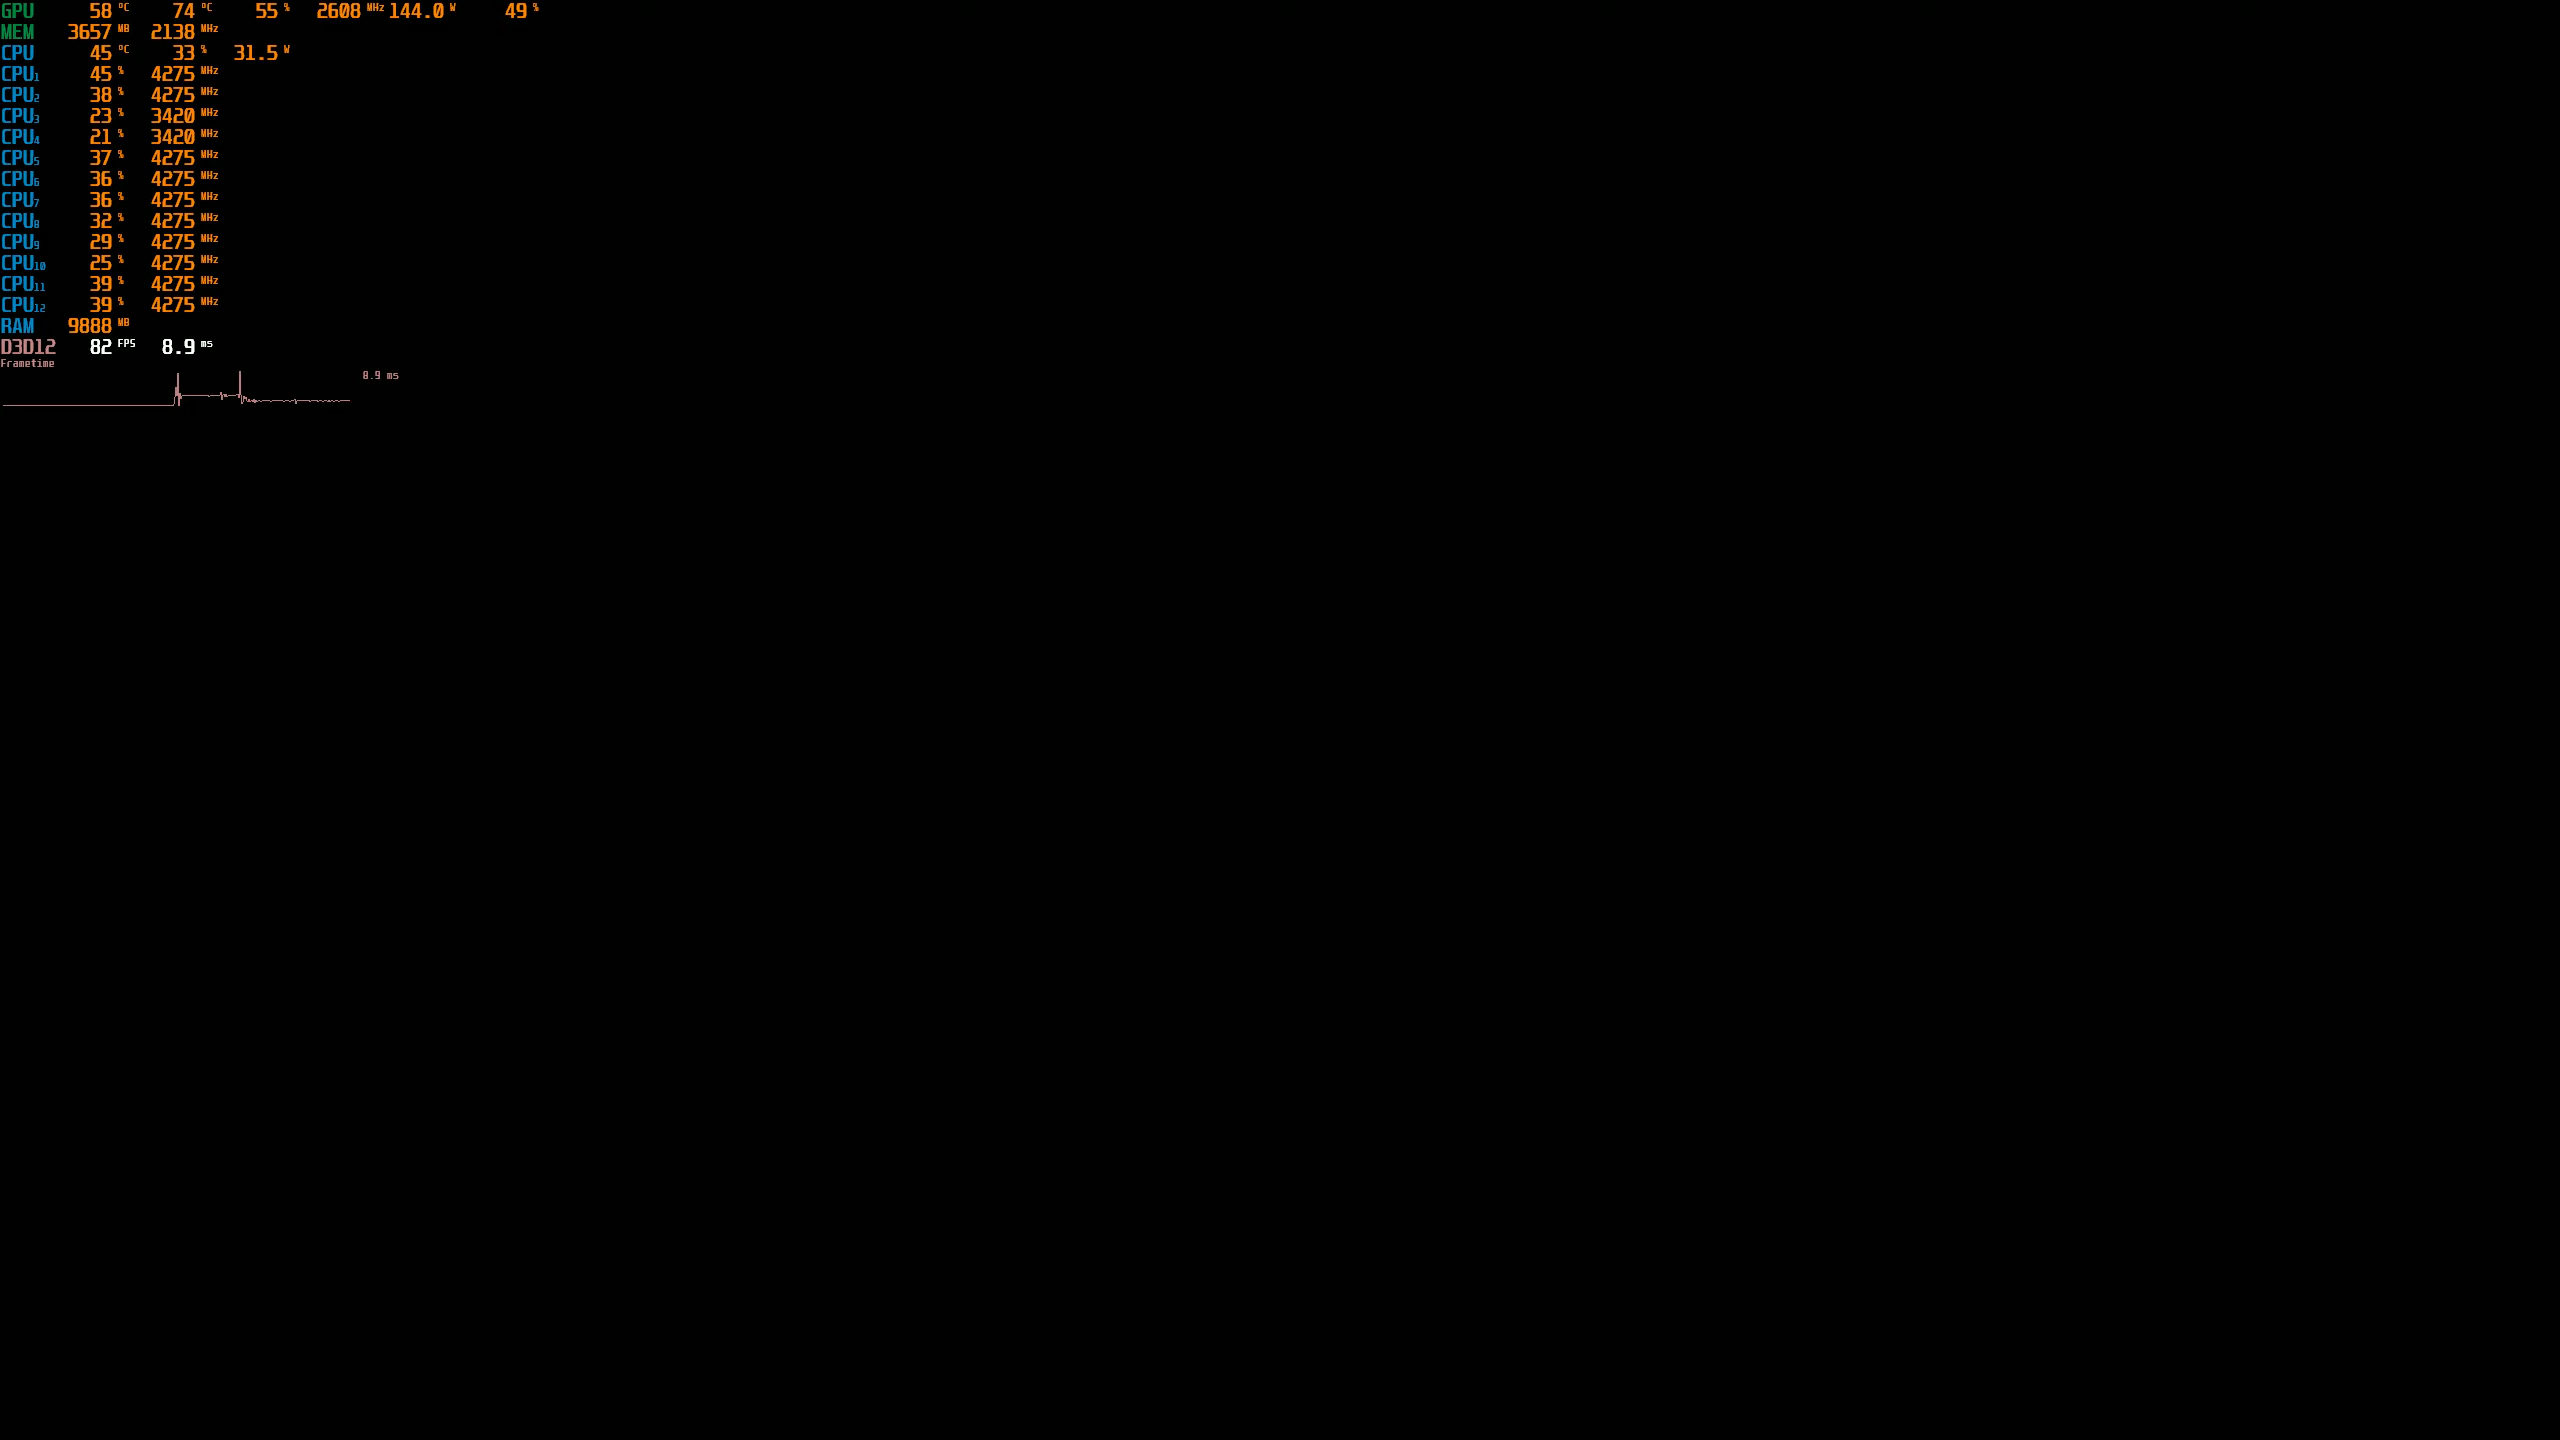 GPU 58 °C 74 °C 55 % 2608 MHz 144.0 W 49 %
MEM 3657 MB 2138 MHz
CPU 45 °C 33 % 31.5 W
CPU1 45 % 4275 MHz
CPU2 38 % 4275 MHz
CPU3 23 % 3420 MHz
CPU4 21 % 3420 MHz
CPU5 37 % 4275 MHz
CPU6 36 % 4275 MHz
CPU7 36 % 4275 MHz
CPU8 32 % 4275 MHz
CPU9 29 % 4275 MHz
CPU10 25 % 4275 MHz
CPU11 39 % 4275 MHz
CPU12 39 % 4275 MHz
RAM 9888 MB
D3D12 82 FPS 8.9 ms
Frametime
8.9 ms